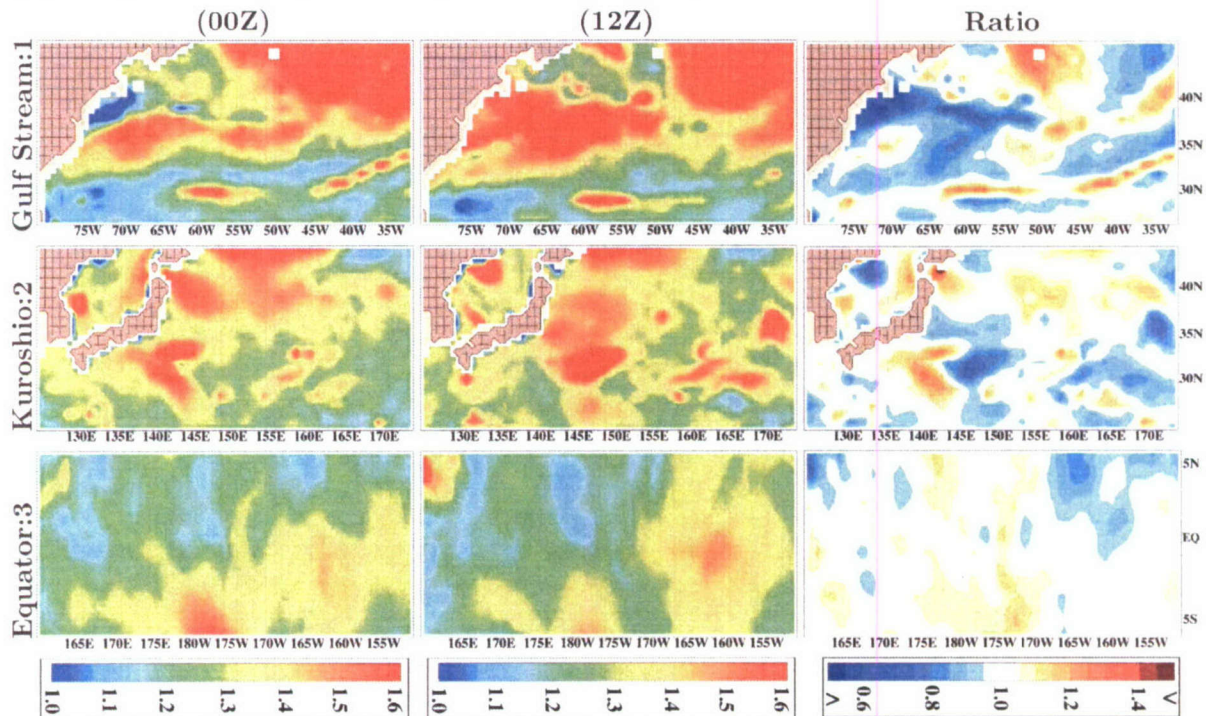 (00Z) (12Z) Ratio
Gulf Stream:1
40N
35N
30N
75W 70W 65W 60W 55W 50W 45W 40W 35W 75W 70W 65W 60W 55W 50W 45W 40W 35W 75W 70W 65W 60W 55W 50W 45W 40W 35W
Kuroshio:2
40N
35N
30N
130E 135E 140E 145E 150E 155E 160E 165E 170E 130E 135E 140E 145E 150E 155E 160E 165E 170E 130E 135E 140E 145E 150E 155E 160E 165E 170E
Equator:3
5N
EQ
5S
165E 170E 175E 180W 175W 170W 165W 160W 155W 165E 170E 175E 180W 175W 170W 165W 160W 155W 165E 170E 175E 180W 175W 170W 165W 160W 155W
1.0 1.1 1.2 1.3 1.4 1.5 1.6 1.0 1.1 1.2 1.3 1.4 1.5 1.6 < 0.6 0.8 1.0 1.2 1.4 >